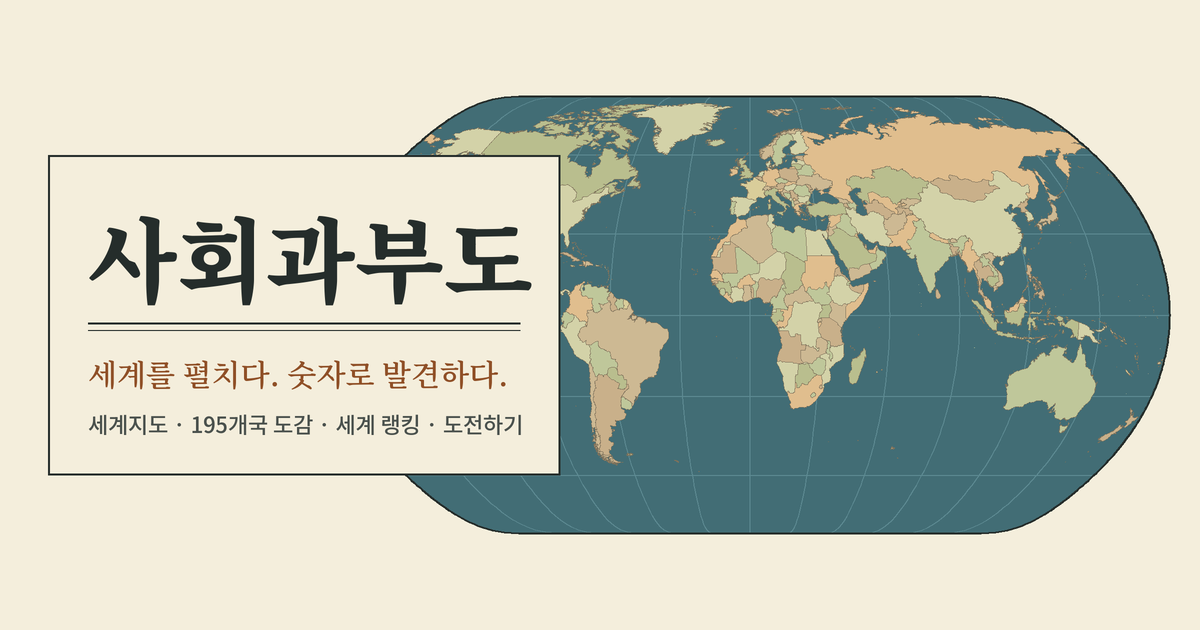 사회과부도
세계를 펼치다. 숫자로 발견하다.
세계지도 · 195개국 도감 · 세계 랭킹 · 도전하기